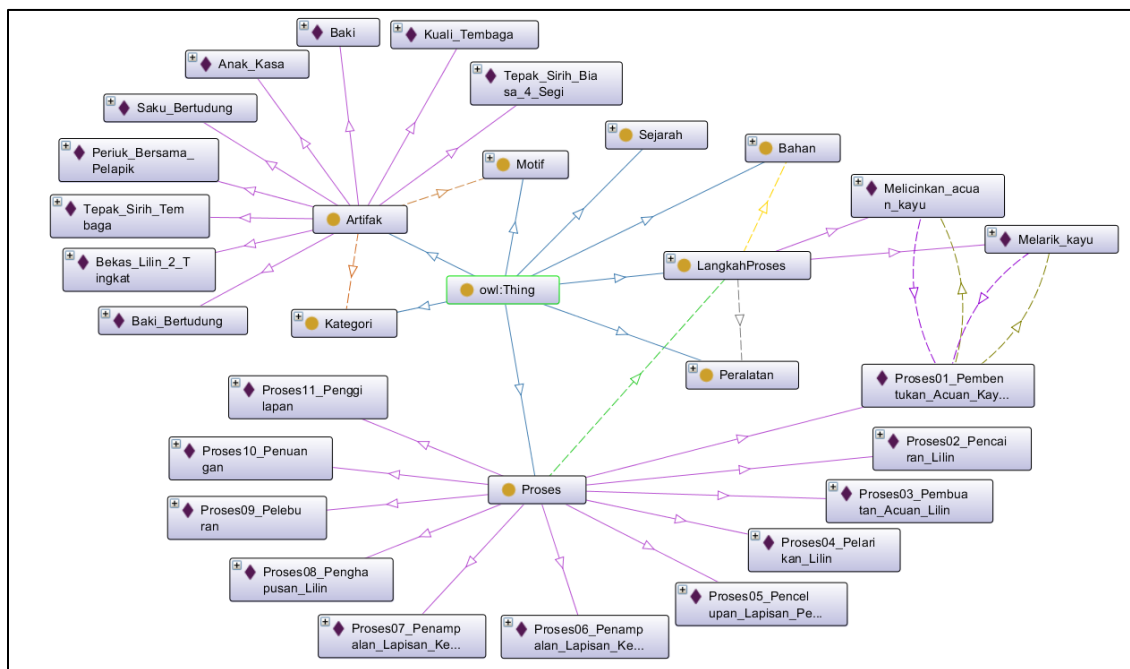 Baki
Kuali_Tembaga
Anak_Kasa
Tepak_Sirih_Bia
sa_4_Segi
Saku_Bertudung
Sejarah
Bahan
Periuk_Bersama_
Pelapik
Motif
Melicinkan_acua
n_kayu
Tepak_Sirih_Tem
baga
Artifak
Melarik_kayu
Bekas_Lilin_2_T
ingkat
LangkahProses
owl:Thing
Baki_Bertudung
Kategori
Peralatan
Proses01_Pembe
ntukan_Acuan_Kay...
Proses11_Penggi
lapan
Proses02_Pencai
ran_Lilin
Proses10_Penuan
gan
Proses
Proses03_Pembua
tan_Acuan_Lilin
Proses09_Pelebu
ran
Proses04_Pelari
kan_Lilin
Proses08_Pengha
pusan_Lilin
Proses05_Pencel
upan_Lapisan_Pe...
Proses07_Penamp
alan_Lapisan_Ke...
Proses06_Penamp
alan_Lapisan_Ke...